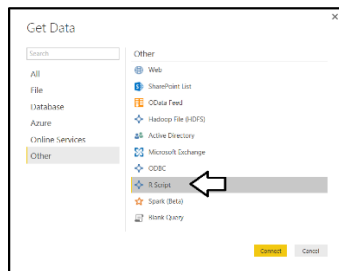 Get Data
Search
All
File
Database
Azure
Online Services
Other
Other
Web
SharePoint List
OData Feed
Hadoop File (HDFS)
Active Directory
Microsoft Exchange
ODBC
R Script
Spark (Beta)
Blank Query
Connect
Cancel